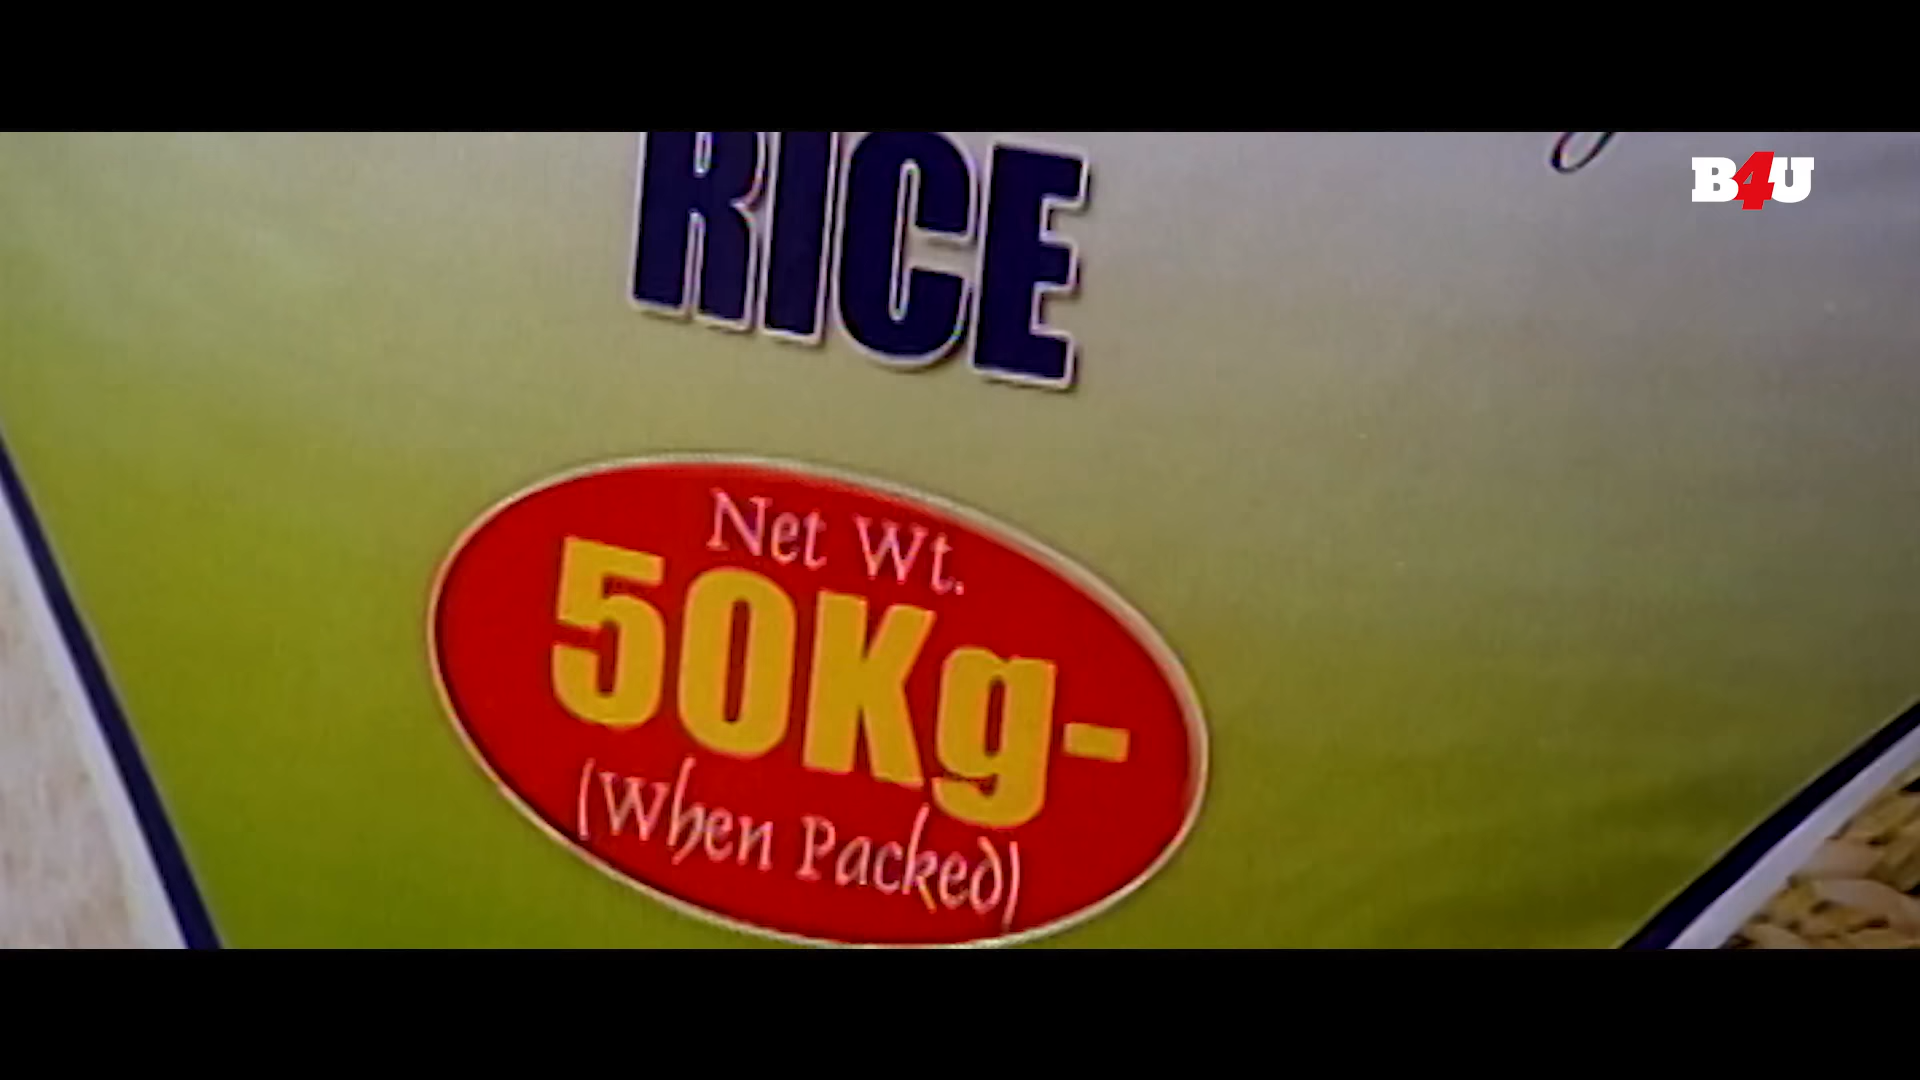 RICE
B4U
Net Wt.
50Kg-
(When Packed)